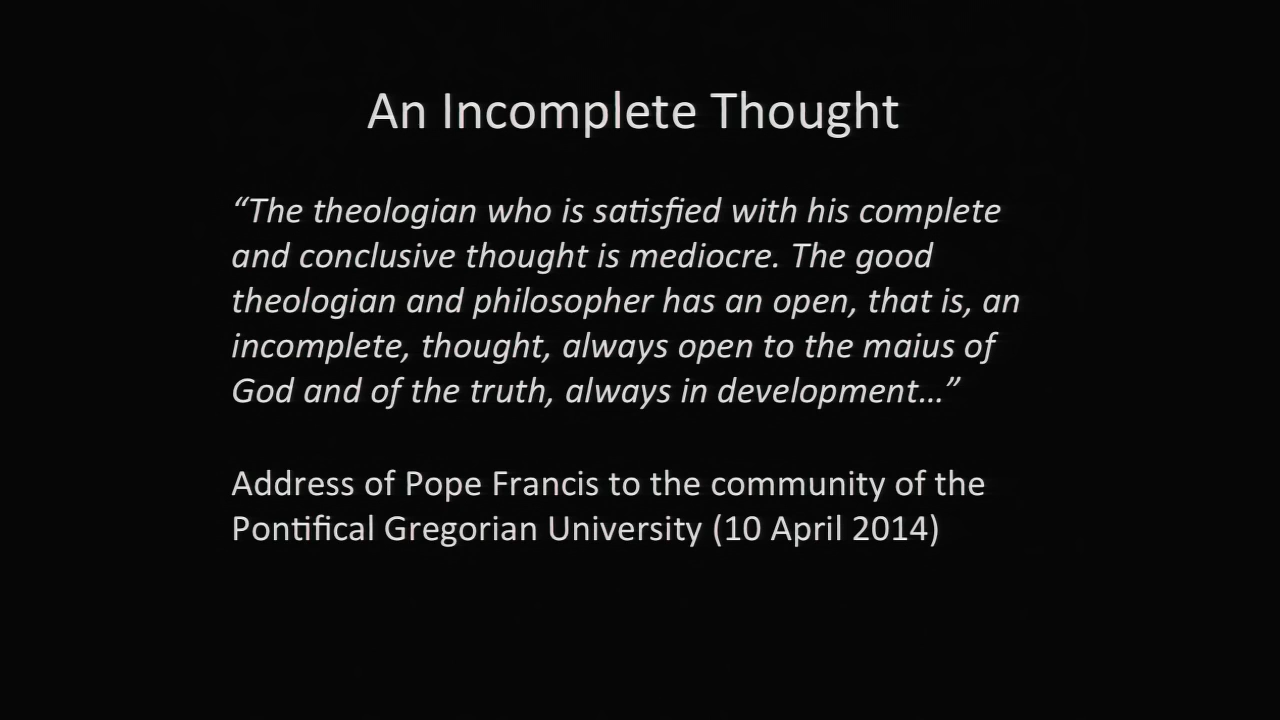 An Incomplete Thought
“The theologian who is satisfied with his complete
and conclusive thought is mediocre. The good
theologian and philosopher has an open, that is, an
incomplete, thought, always open to the maius of
God and of the truth, always in development…”
Address of Pope Francis to the community of the
Pontifical Gregorian University (10 April 2014)